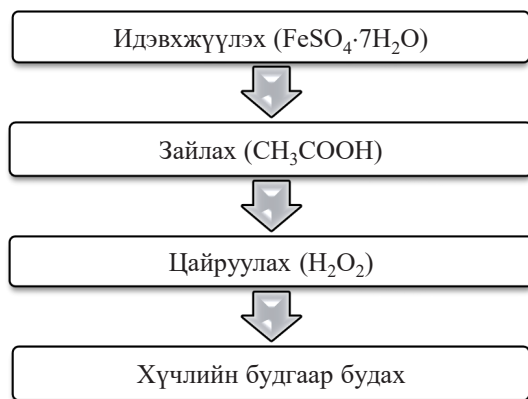 Идэвхжүүлэх (FeSO₄·7H₂O)
Зайлах (CH₃COOH)
Цайруулах (H₂O₂)
Хүчлийн будгаар будах